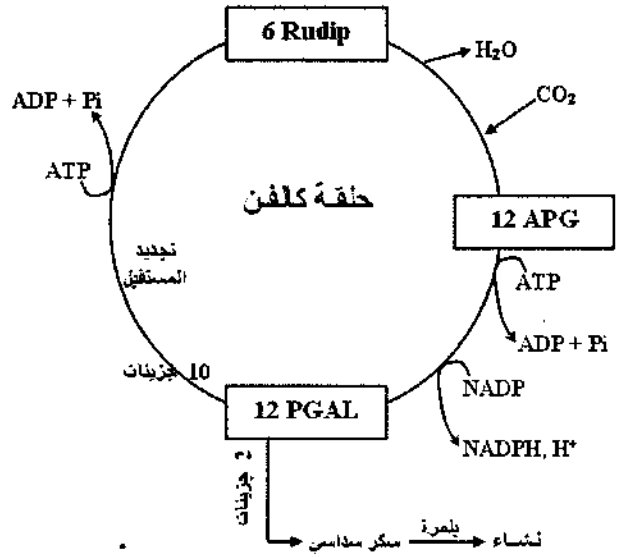 6 Rudip
H₂O
CO₂
ADP + Pi
ATP
حلقة كالفن
12 APG
ATP
ADP + Pi
تجديد
المستقبل
10 جزيئات
NADP
NADPH, H⁺
12 PGAL
2 جزيئات
سكر سداسي
بلمرة
نشاء